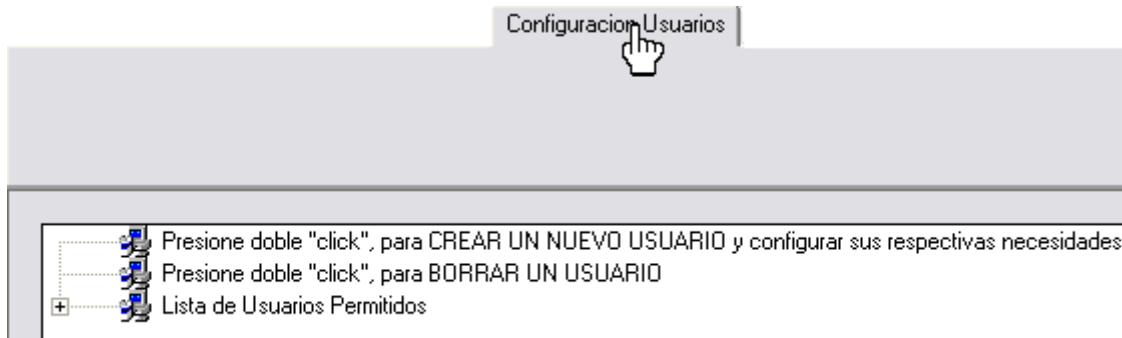 Configuracion Usuarios
Presione doble "click", para CREAR UN NUEVO USUARIO y configurar sus respectivas necesidades
Presione doble "click", para BORRAR UN USUARIO
Lista de Usuarios Permitidos